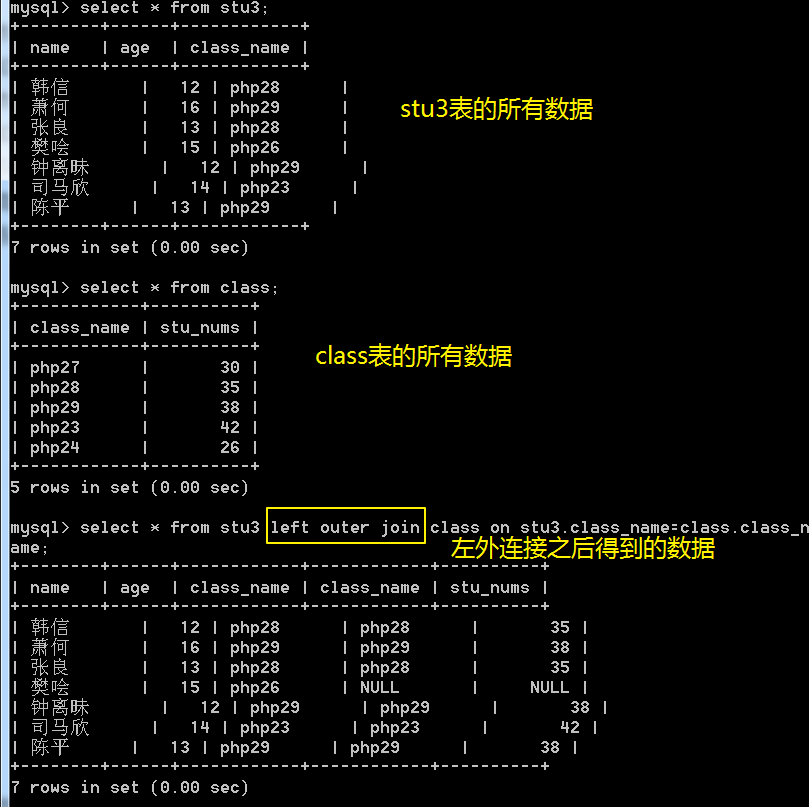 mysql> select * from stu3;
+--------+------+------------+
| name   | age  | class_name |
+--------+------+------------+
| 韩信       |   12 | php28      |
| 萧何       |   16 | php29      |
| 张良       |   13 | php28      |
| 樊哙       |   15 | php26      |
| 钟离昧         |   12 | php29      |
| 司马欣        |   14 | php23      |
| 陈平      |   13 | php29      |
+--------+------+------------+
7 rows in set (0.00 sec)
stu3表的所有数据
mysql> select * from class;
+------------+----------+
| class_name | stu_nums |
+------------+----------+
| php27      |       30 |
| php28      |       35 |
| php29      |       38 |
| php23      |       42 |
| php24      |       26 |
+------------+----------+
5 rows in set (0.00 sec)
class表的所有数据
mysql> select * from stu3 left outer join class on stu3.class_name=class.class_n
ame;
左外连接之后得到的数据
+--------+------+------------+------------+----------+
| name   | age  | class_name | class_name | stu_nums |
+--------+------+------------+------------+----------+
| 韩信       |   12 | php28      | php28      |       35 |
| 萧何       |   16 | php29      | php29      |       38 |
| 张良       |   13 | php28      | php28      |       35 |
| 樊哙       |   15 | php26      | NULL       |     NULL |
| 钟离昧         |   12 | php29      | php29      |       38 |
| 司马欣        |   14 | php23      | php23      |       42 |
| 陈平      |   13 | php29      | php29      |       38 |
+--------+------+------------+------------+----------+
7 rows in set (0.00 sec)